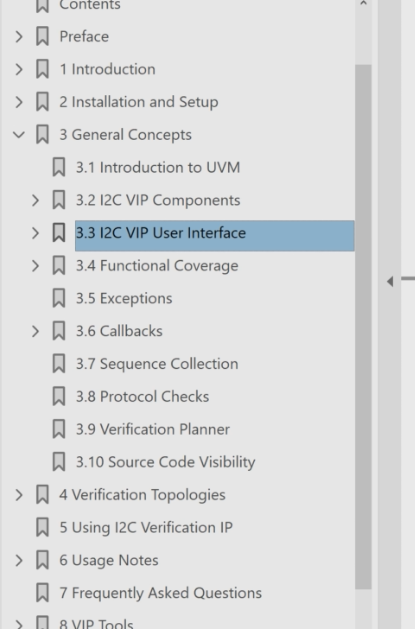 Contents
Preface
1 Introduction
2 Installation and Setup
3 General Concepts
3.1 Introduction to UVM
3.2 I2C VIP Components
3.3 I2C VIP User Interface
3.4 Functional Coverage
3.5 Exceptions
3.6 Callbacks
3.7 Sequence Collection
3.8 Protocol Checks
3.9 Verification Planner
3.10 Source Code Visibility
4 Verification Topologies
5 Using I2C Verification IP
6 Usage Notes
7 Frequently Asked Questions
8 VIP Tools